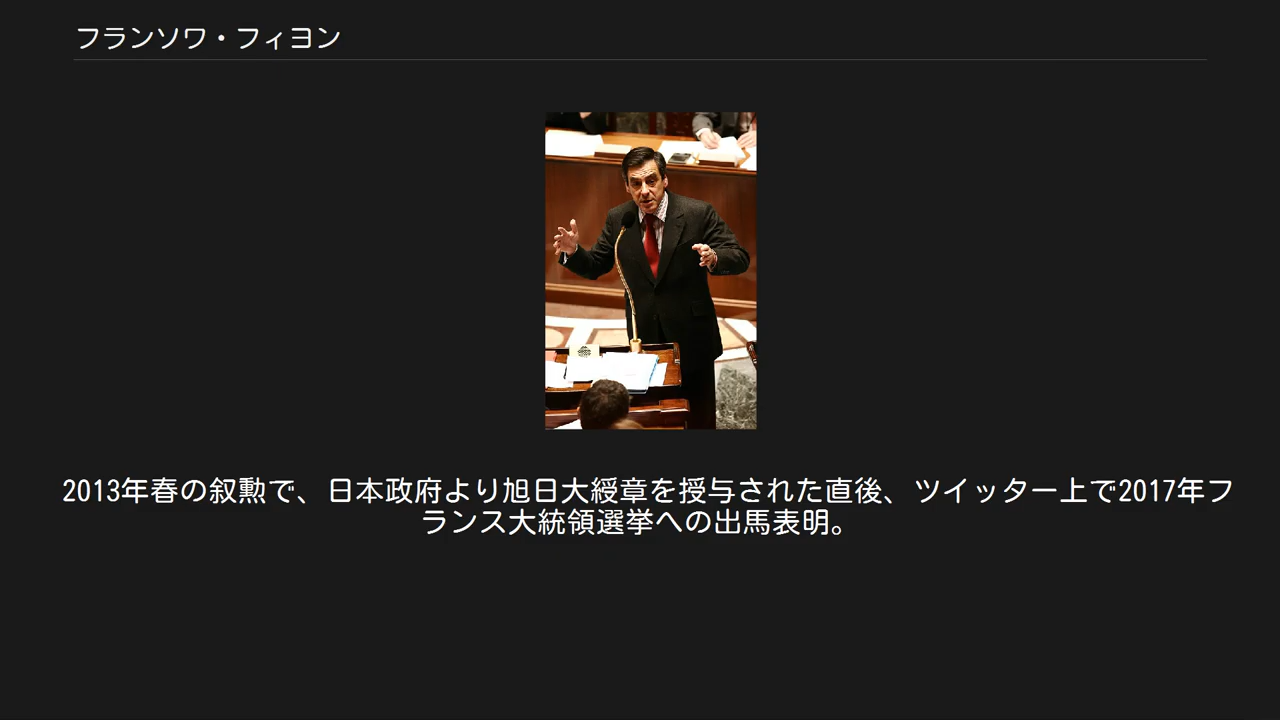 フランソワ・フィヨン
2013年春の叙勲で、日本政府より旭日大綬章を授与された直後、ツイッター上で2017年フ
ランス大統領選挙への出馬表明。